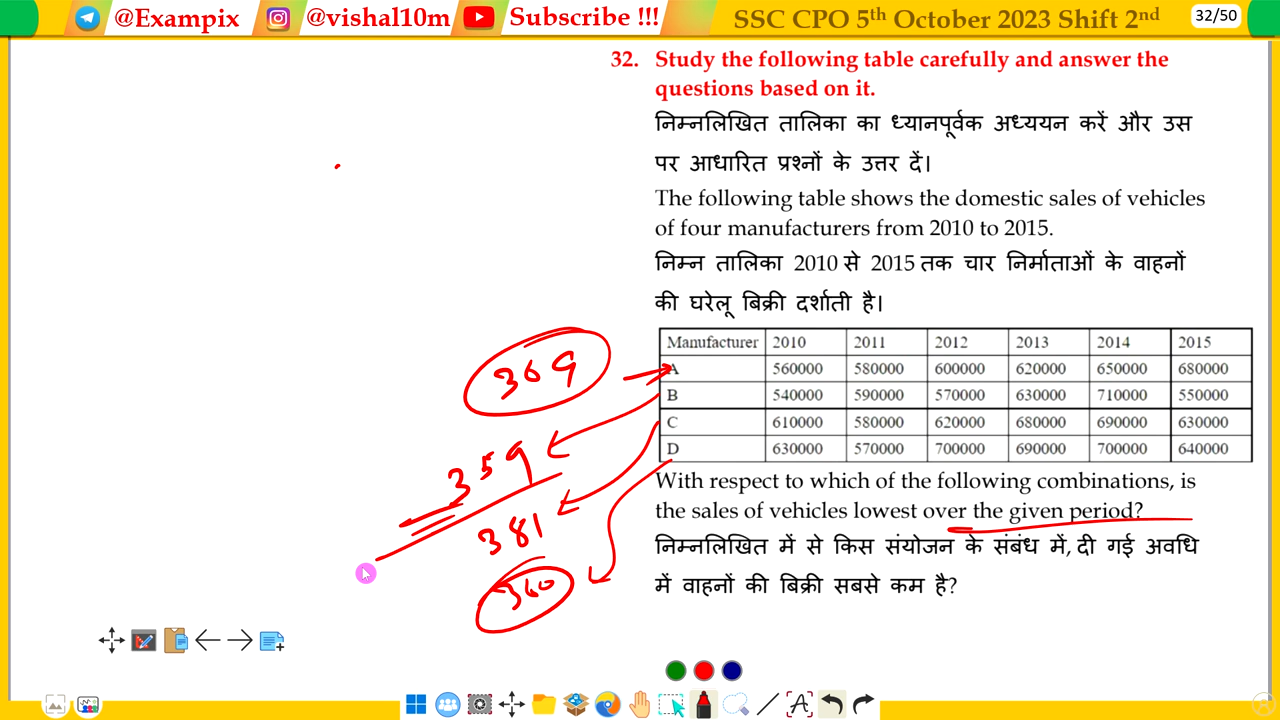 @Exampix @vishal10m Subscribe !!! SSC CPO 5th October 2023 Shift 2nd 32/50
32. Study the following table carefully and answer the
questions based on it.
निम्नलिखित तालिका का ध्यानपूर्वक अध्ययन करें और उस
पर आधारित प्रश्नों के उत्तर दें।
The following table shows the domestic sales of vehicles
of four manufacturers from 2010 to 2015.
निम्न तालिका 2010 से 2015 तक चार निर्माताओं के वाहनों
की घरेलू बिक्री दर्शाती है।
Manufacturer 2010 2011 2012 2013 2014 2015
A 560000 580000 600000 620000 650000 680000
B 540000 590000 570000 630000 710000 550000
C 610000 580000 620000 680000 690000 630000
D 630000 570000 700000 690000 700000 640000
With respect to which of the following combinations, is
the sales of vehicles lowest over the given period?
निम्नलिखित में से किस संयोजन के संबंध में, दी गई अवधि
में वाहनों की बिक्री सबसे कम है?
369
359
381
360